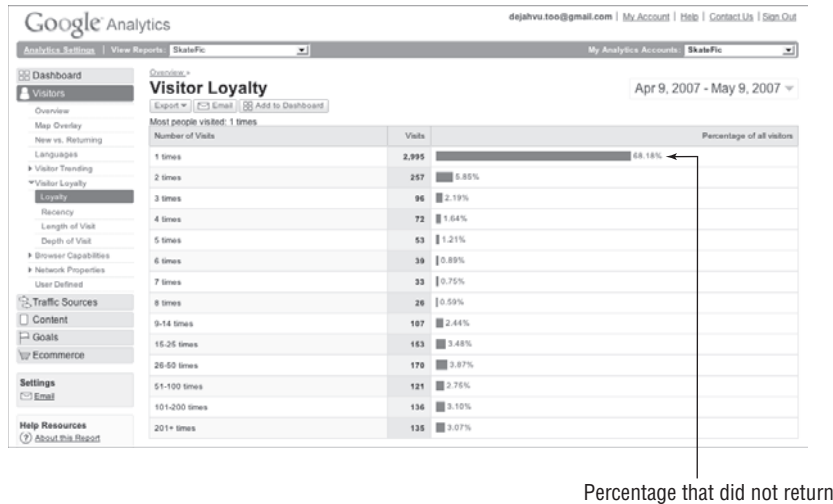 Google Analytics
dejahvu.too@gmail.com | My Account | Help | Contact Us | Sign Out
Analytics Settings | View Reports: SkateFic
My Analytics Accounts: SkateFic
Dashboard
Visitors
Overview
Map Overlay
New vs. Returning
Languages
Visitor Trending
Visitor Loyalty
Loyalty
Recency
Length of Visit
Depth of Visit
Browser Capabilities
Network Properties
User Defined
Traffic Sources
Content
Goals
Ecommerce
Settings
Email
Help Resources
About this Report
Overview »
Visitor Loyalty
Apr 9, 2007 - May 9, 2007
Export Email Add to Dashboard
Most people visited: 1 times
Number of Visits Visits Percentage of all visitors
1 times 2,995 68.18%
2 times 257 5.85%
3 times 96 2.19%
4 times 72 1.64%
5 times 53 1.21%
6 times 39 0.89%
7 times 33 0.75%
8 times 26 0.59%
9-14 times 107 2.44%
15-25 times 153 3.48%
26-50 times 170 3.87%
51-100 times 121 2.75%
101-200 times 136 3.10%
201+ times 135 3.07%
Percentage that did not return